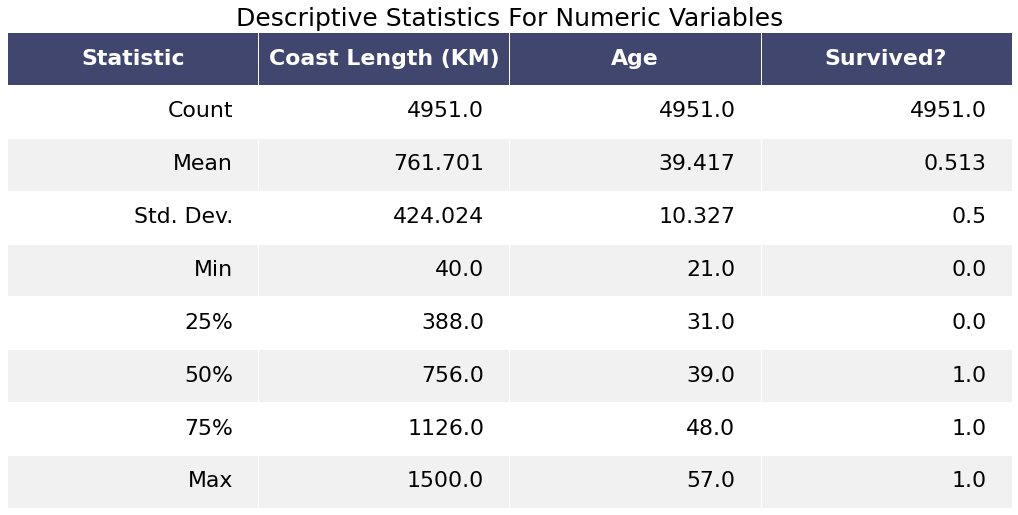 Descriptive Statistics For Numeric Variables
Statistic Coast Length (KM) Age Survived?
Count 4951.0 4951.0 4951.0
Mean 761.701 39.417 0.513
Std. Dev. 424.024 10.327 0.5
Min 40.0 21.0 0.0
25% 388.0 31.0 0.0
50% 756.0 39.0 1.0
75% 1126.0 48.0 1.0
Max 1500.0 57.0 1.0